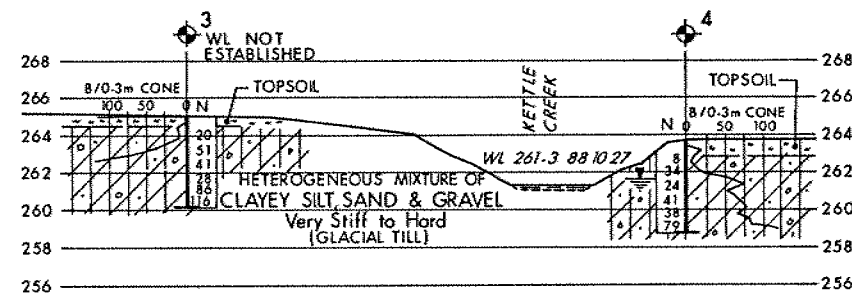 3
WL NOT
ESTABLISHED
4
268
268
B/0·3m CONE
100 50 0 N
TOPSOIL
KETTLE
CREEK
TOPSOIL
B/0·3m CONE
N 0 50 100
266
266
264
264
262
262
260
260
258
258
256
256
20
51
41
28
86
116
WL 261·3 88 10 27
8
34
24
41
38
79
HETEROGENEOUS MIXTURE OF
CLAYEY SILT, SAND & GRAVEL
Very Stiff to Hard
(GLACIAL TILL)